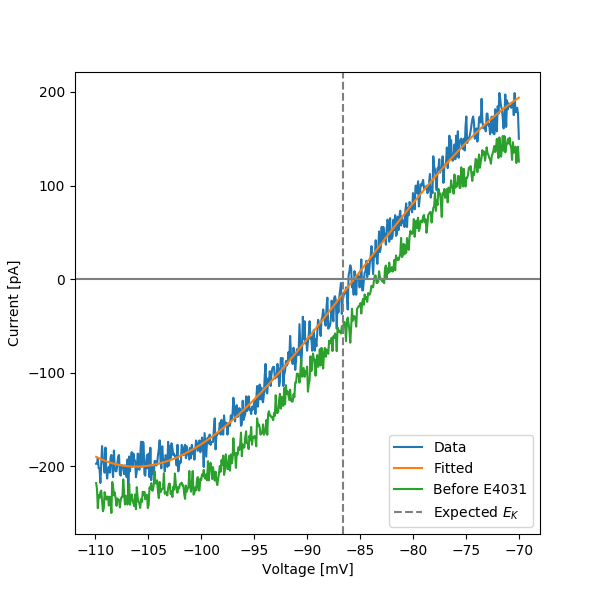 200
100
0
−100
−200
Current [pA]
−110 −105 −100 −95 −90 −85 −80 −75 −70
Voltage [mV]
Data
Fitted
Before E4031
Expected E_K